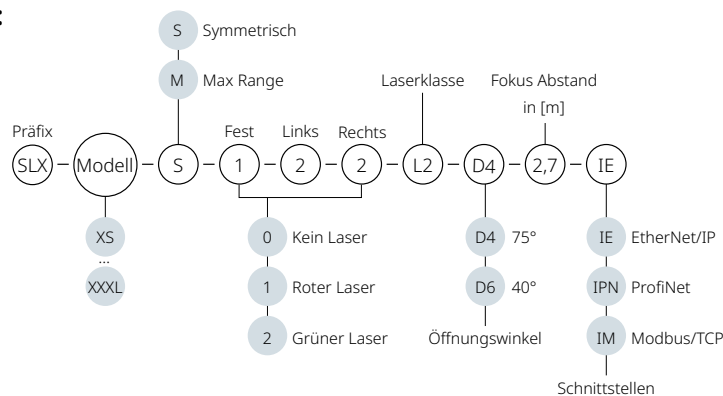 :
S Symmetrisch
M Max Range
Laserklasse Fokus Abstand
in [m]
Präfix Fest Links Rechts
SLX Modell S 1 2 2 L2 D4 2,7 IE
XS 0 Kein Laser D4 75° IE EtherNet/IP
...
XXXL 1 Roter Laser D6 40° IPN ProfiNet
2 Grüner Laser Öffnungswinkel IM Modbus/TCP
Schnittstellen